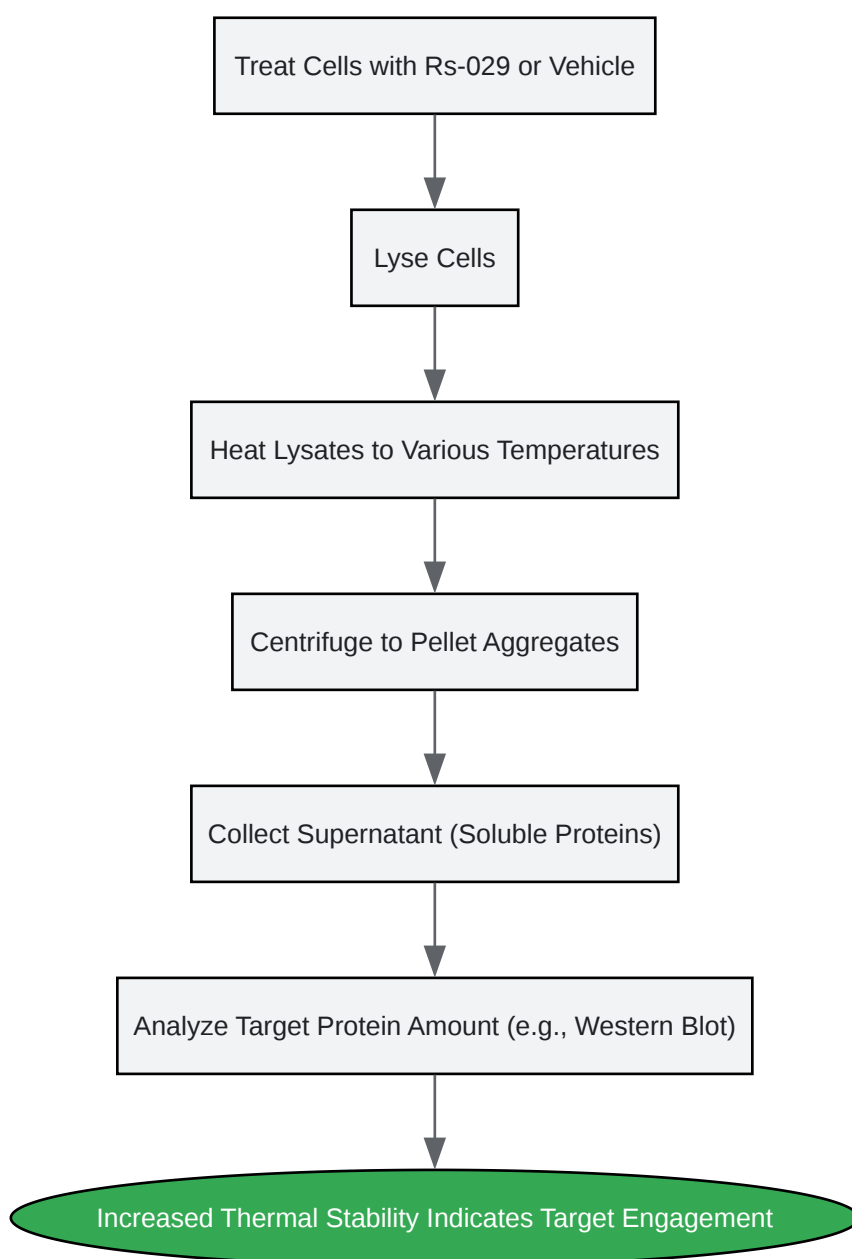 Treat Cells with Rs-029 or Vehicle
Lyse Cells
Heat Lysates to Various Temperatures
Centrifuge to Pellet Aggregates
Collect Supernatant (Soluble Proteins)
Analyze Target Protein Amount (e.g., Western Blot)
Increased Thermal Stability Indicates Target Engagement